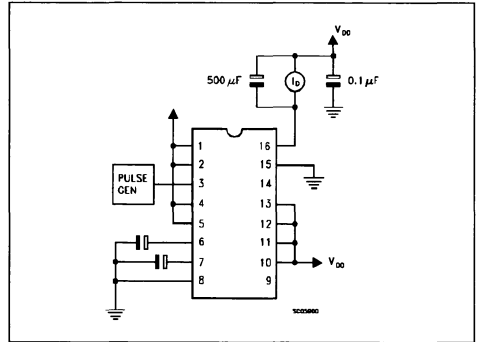 V_DD
500 µF
I_D
0.1 µF
1 16
2 15
PULSE
GEN
3 14
4 13
5 12
6 11
7 10
V_DD
8 9
SC05960